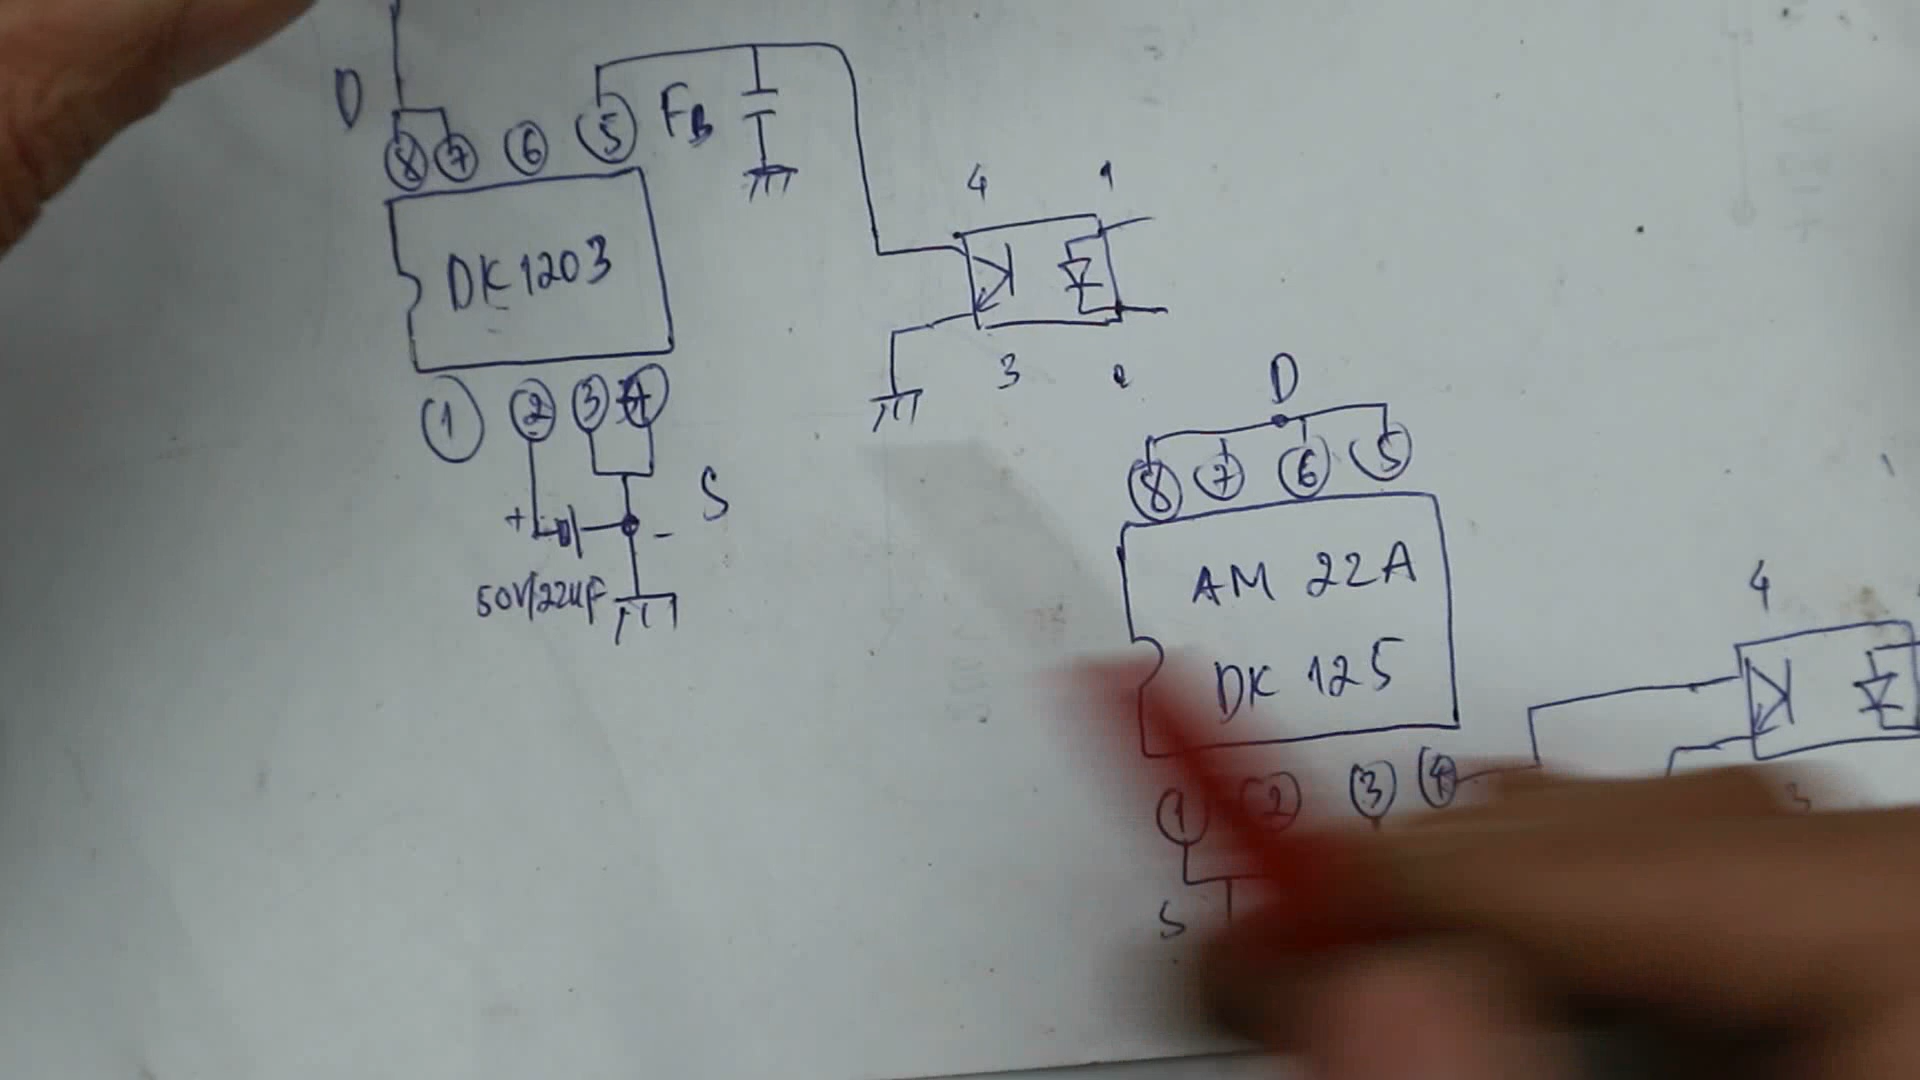 D
8 7 6 5 FB
DK1203
1 2 3 4
+ - S
50V/22uF
4 1
3 2
D
8 7 6 5
AM 22A
DK 125
1 2 3 4
S
4
3